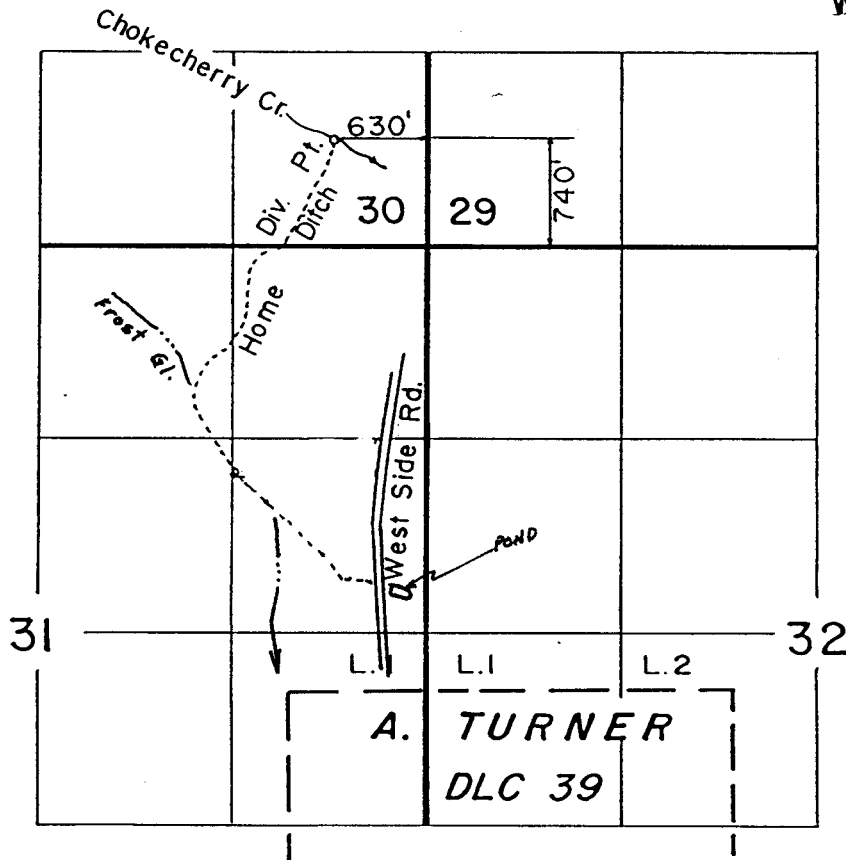 Chokecherry Cr.
630'
Div. Pt.
740'
Ditch
30
29
Home
Frost Gl.
West Side Rd.
POND
31
32
L.1
L.1
L.2
A. TURNER
DLC 39